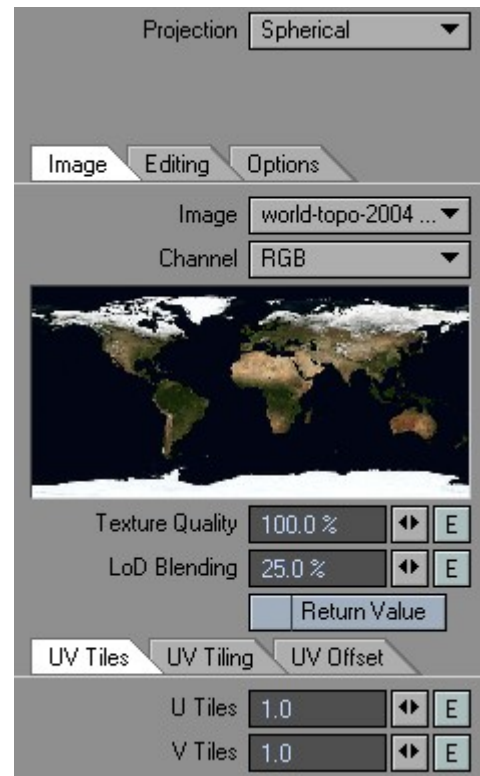 Projection Spherical
Image Editing Options
Image world-topo-2004 ...
Channel RGB
Texture Quality 100.0 % E
LoD Blending 25.0 % E
Return Value
UV Tiles UV Tiling UV Offset
U Tiles 1.0 E
V Tiles 1.0 E